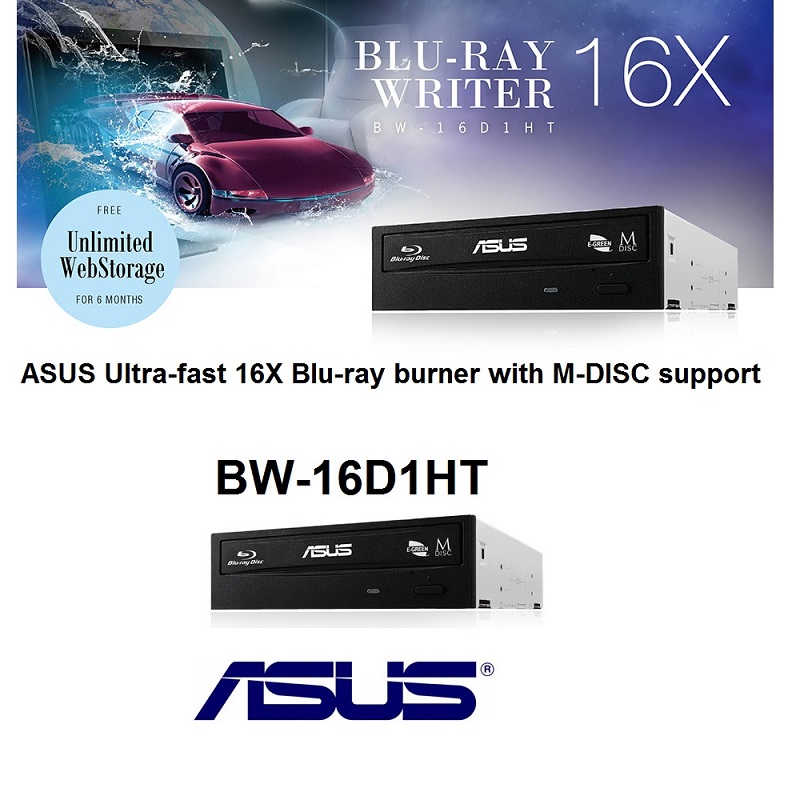 BLU-RAY
WRITER 16X
BW-16D1HT
FREE
Unlimited
WebStorage
FOR 6 MONTHS
Blu-ray Disc
ASUS
E-GREEN
M
DISC
ASUS Ultra-fast 16X Blu-ray burner with M-DISC support
BW-16D1HT
Blu-ray Disc
ASUS
E-GREEN
M
DISC
ASUS®